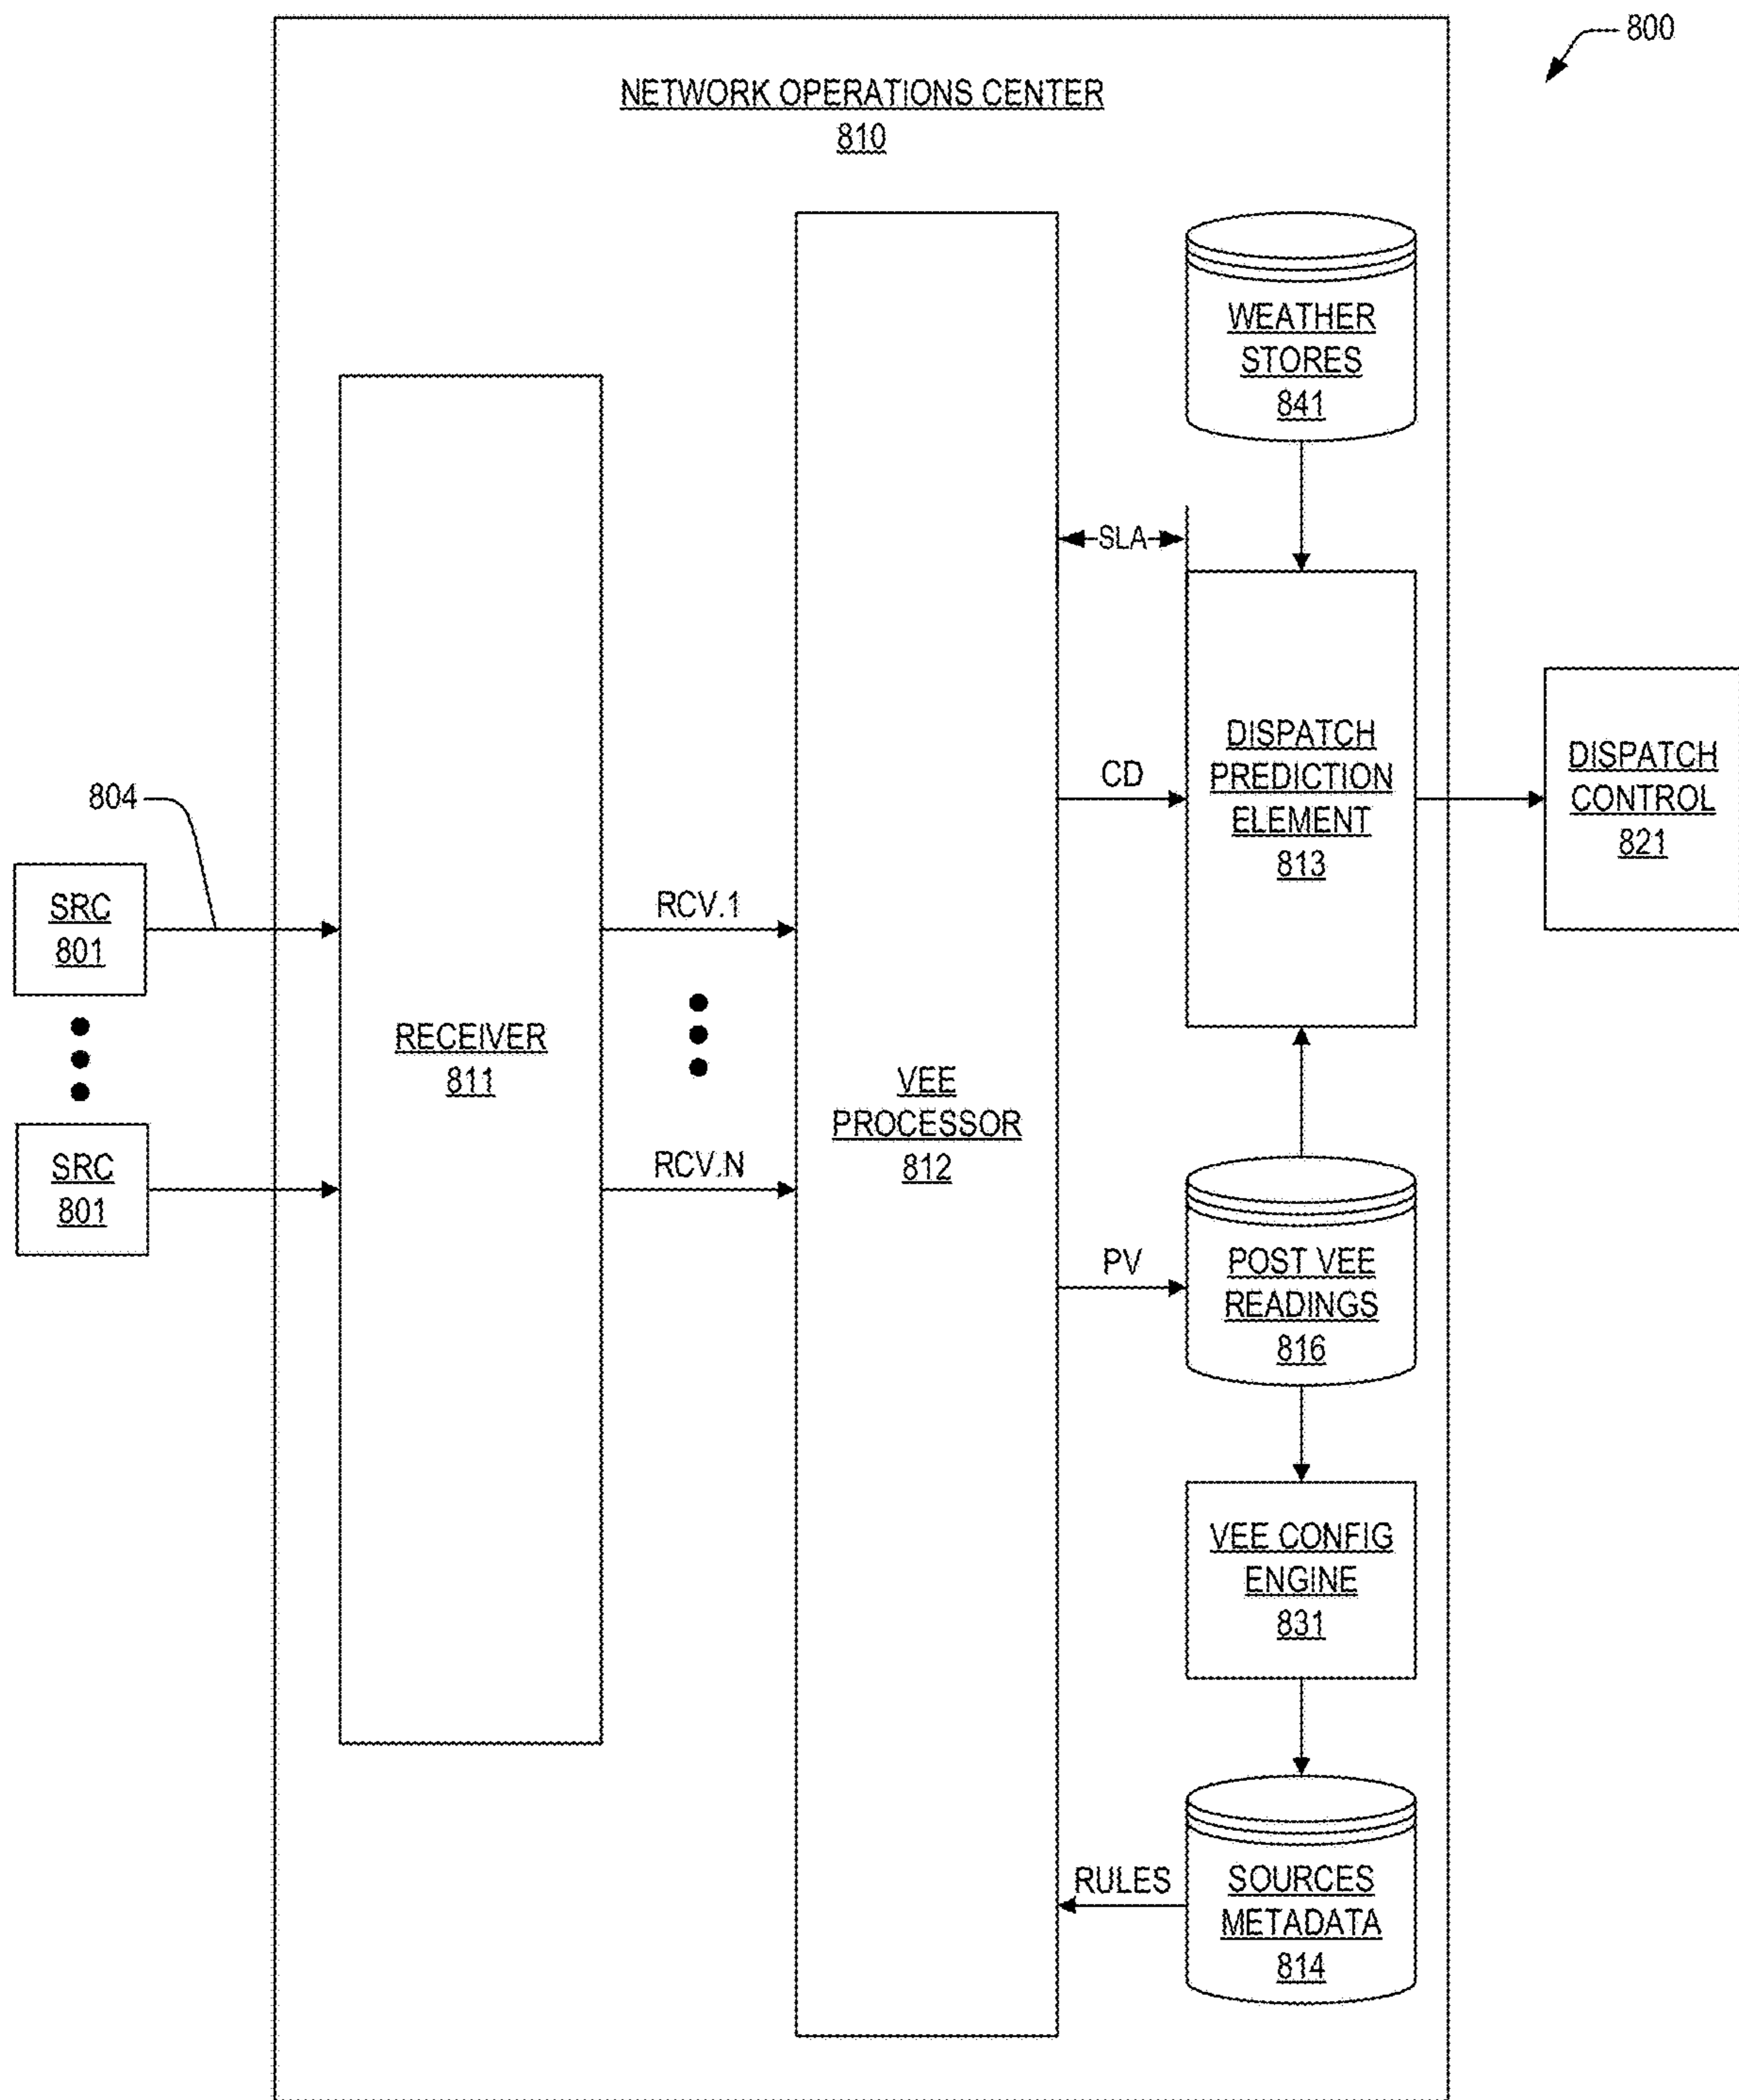 800
NETWORK OPERATIONS CENTER
810
WEATHER
STORES
841
SLA
DISPATCH
PREDICTION
ELEMENT
813
CD
DISPATCH
CONTROL
821
804
SRC
801
RCV.1
RECEIVER
811
VEE
PROCESSOR
812
SRC
801
RCV.N
PV
POST VEE
READINGS
816
VEE CONFIG
ENGINE
831
RULES
SOURCES
METADATA
814